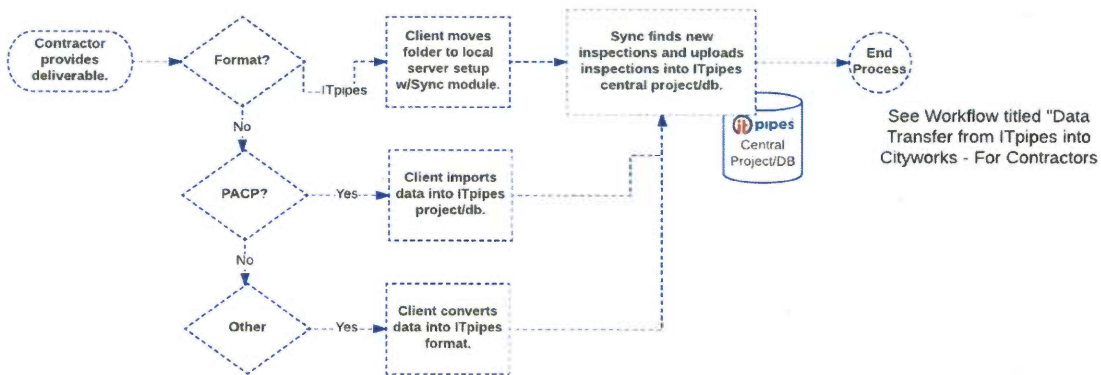 Contractor
provides
deliverable.
Format?
ITpipes
Client moves
folder to local
server setup
w/Sync module.
Sync finds new
inspections and uploads
inspections into ITpipes
central project/db.
End
Process
it pipes
Central
Project/DB
See Workflow titled "Data
Transfer from ITpipes into
Cityworks - For Contractors
No
PACP?
Yes
Client imports
data into ITpipes
project/db.
No
Other
Yes
Client converts
data into ITpipes
format.